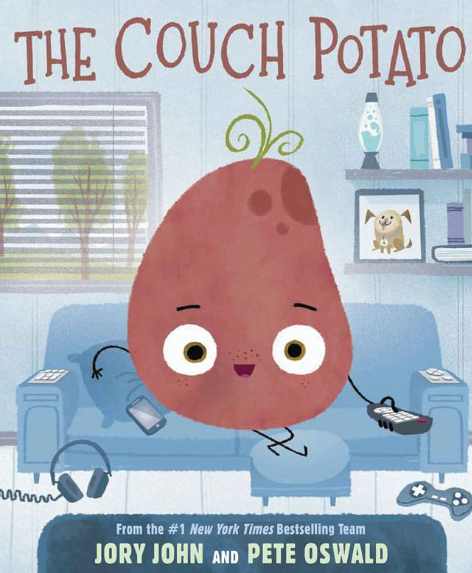 THE COUCH POTATO
From the #1 New York Times Bestselling Team
JORY JOHN AND PETE OSWALD